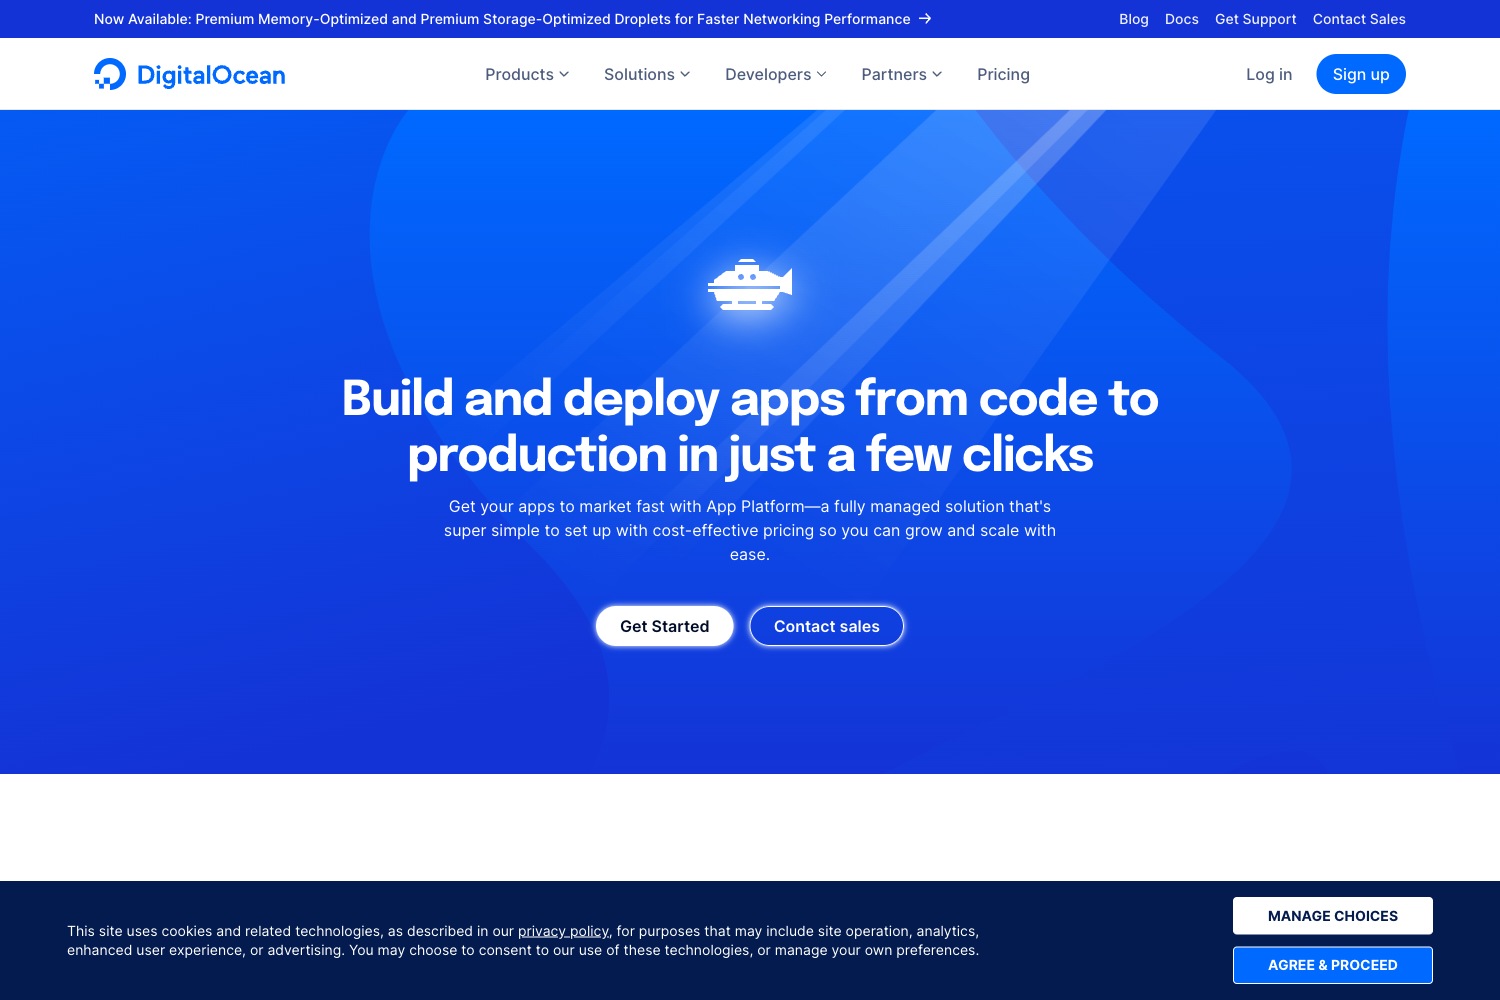 Now Available: Premium Memory-Optimized and Premium Storage-Optimized Droplets for Faster Networking Performance →
Blog Docs Get Support Contact Sales
DigitalOcean
Products Solutions Developers Partners Pricing
Log in Sign up
Build and deploy apps from code to
production in just a few clicks
Get your apps to market fast with App Platform—a fully managed solution that's
super simple to set up with cost-effective pricing so you can grow and scale with
ease.
Get Started Contact sales
This site uses cookies and related technologies, as described in our privacy policy, for purposes that may include site operation, analytics,
enhanced user experience, or advertising. You may choose to consent to our use of these technologies, or manage your own preferences.
MANAGE CHOICES
AGREE & PROCEED